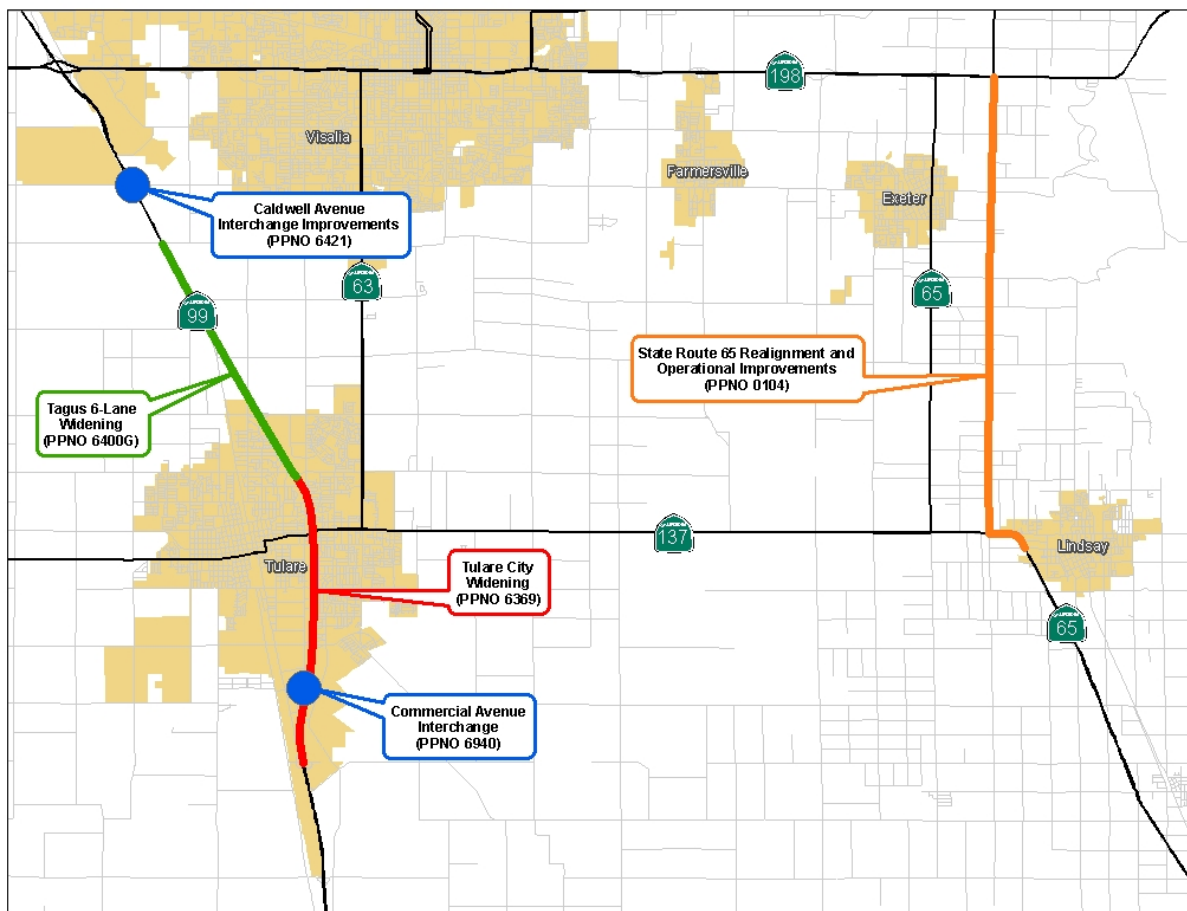 198
Visalia
Farmersville
Exeter
Caldwell Avenue
Interchange Improvements
(PPNO 6421)
63
65
99
State Route 65 Realignment and
Operational Improvements
(PPNO 0104)
Tagus 6-Lane
Widening
(PPNO 6400G)
137
Lindsay
Tulare
Tulare City
Widening
(PPNO 6369)
65
Commercial Avenue
Interchange
(PPNO 6940)